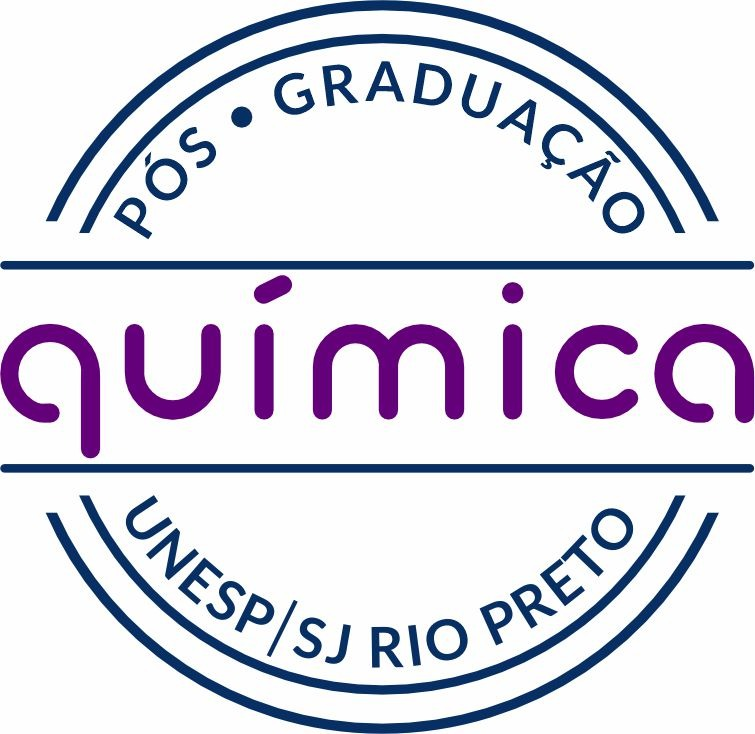 PÓS • GRADUAÇÃO
química
UNESP|SJ RIO PRETO